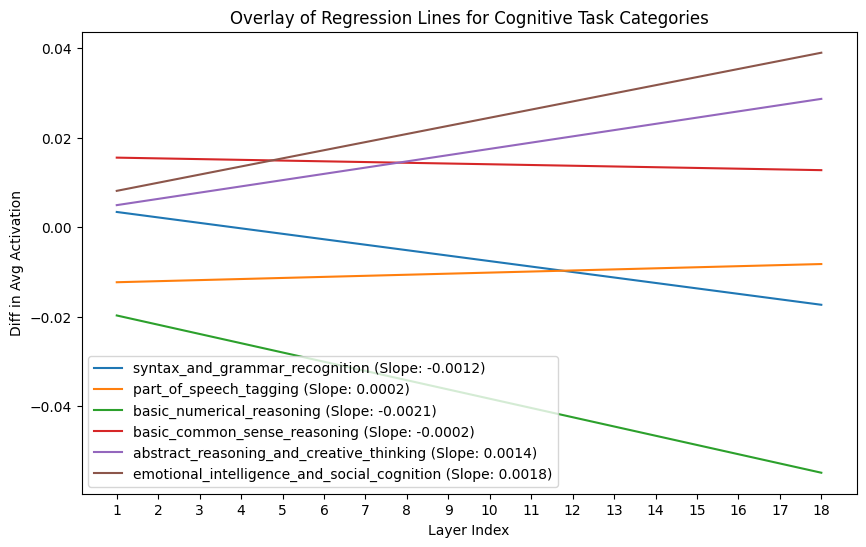 Overlay of Regression Lines for Cognitive Task Categories
0.04
0.02
0.00
−0.02
−0.04
Diff in Avg Activation
syntax_and_grammar_recognition (Slope: -0.0012)
part_of_speech_tagging (Slope: 0.0002)
basic_numerical_reasoning (Slope: -0.0021)
basic_common_sense_reasoning (Slope: -0.0002)
abstract_reasoning_and_creative_thinking (Slope: 0.0014)
emotional_intelligence_and_social_cognition (Slope: 0.0018)
1 2 3 4 5 6 7 8 9 10 11 12 13 14 15 16 17 18
Layer Index